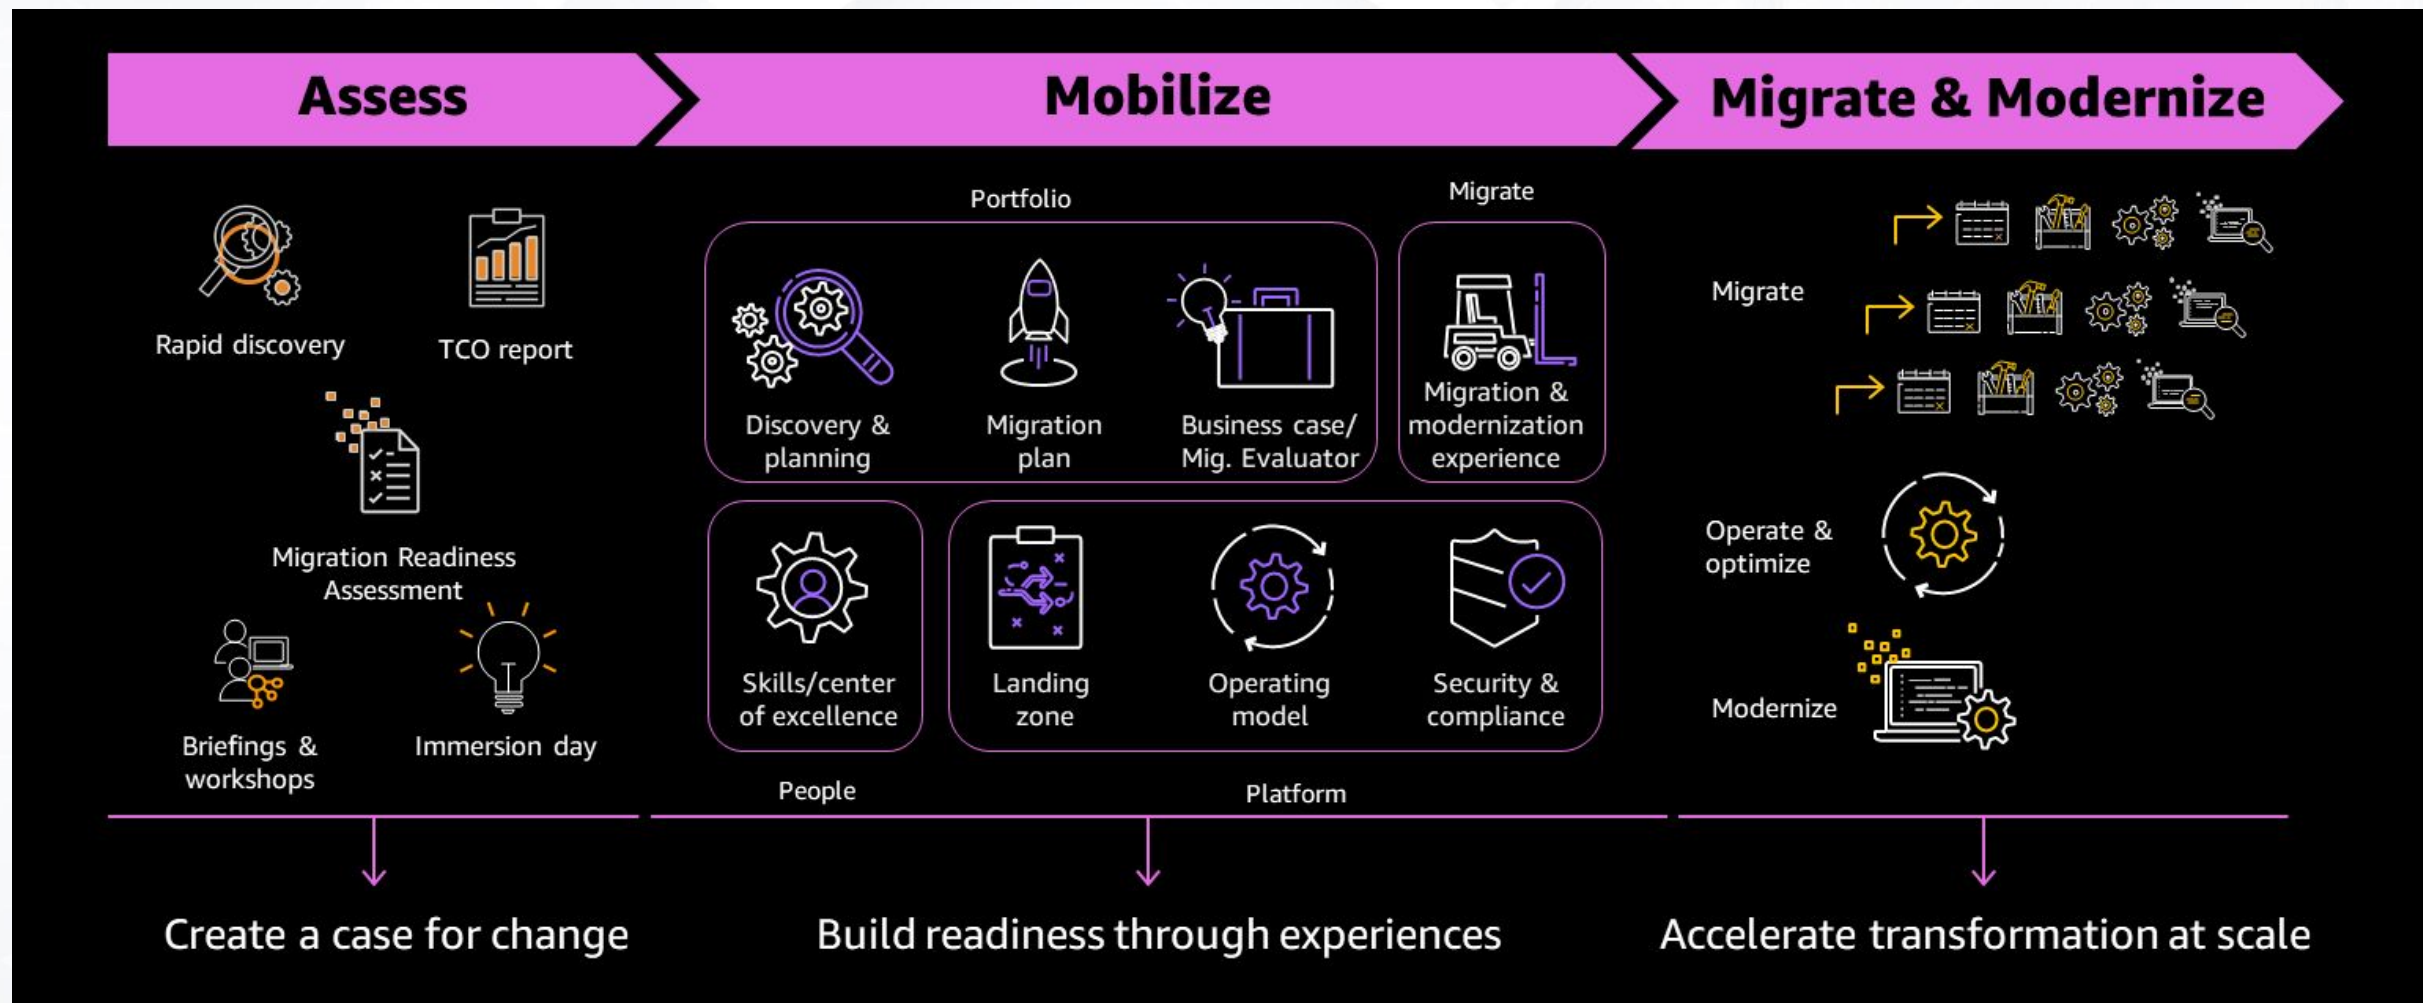 Assess
Mobilize
Migrate & Modernize
Rapid discovery
TCO report
Migration Readiness
Assessment
Briefings &
workshops
Immersion day
Portfolio
Discovery &
planning
Migration
plan
Business case/
Mig. Evaluator
Migrate
Migration &
modernization
experience
Skills/center
of excellence
People
Landing
zone
Operating
model
Security &
compliance
Platform
Migrate
Operate &
optimize
Modernize
Create a case for change
Build readiness through experiences
Accelerate transformation at scale